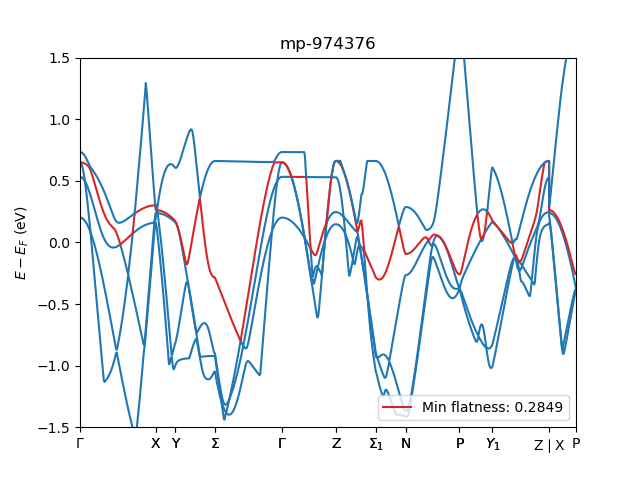 mp-974376
E − E_F (eV)
1.5
1.0
0.5
0.0
−0.5
−1.0
−1.5
Min flatness: 0.2849
Γ X Y Σ Γ Z Σ₁ N P Y₁ Z | X P